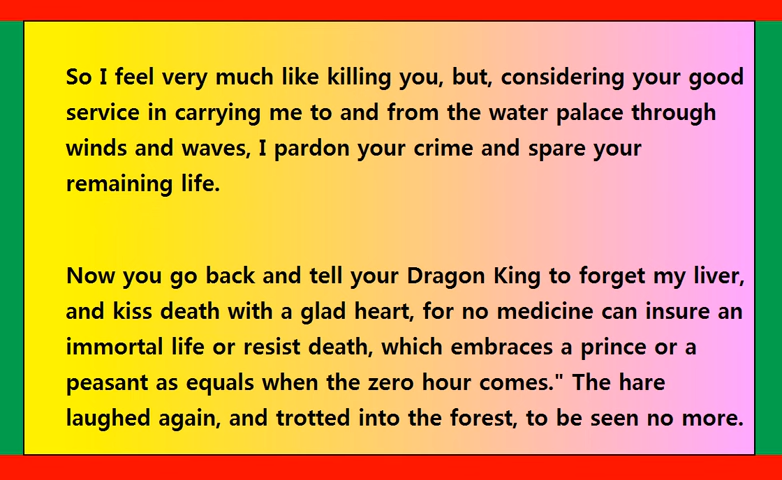 So I feel very much like killing you, but, considering your good
service in carrying me to and from the water palace through
winds and waves, I pardon your crime and spare your
remaining life.
Now you go back and tell your Dragon King to forget my liver,
and kiss death with a glad heart, for no medicine can insure an
immortal life or resist death, which embraces a prince or a
peasant as equals when the zero hour comes." The hare
laughed again, and trotted into the forest, to be seen no more.